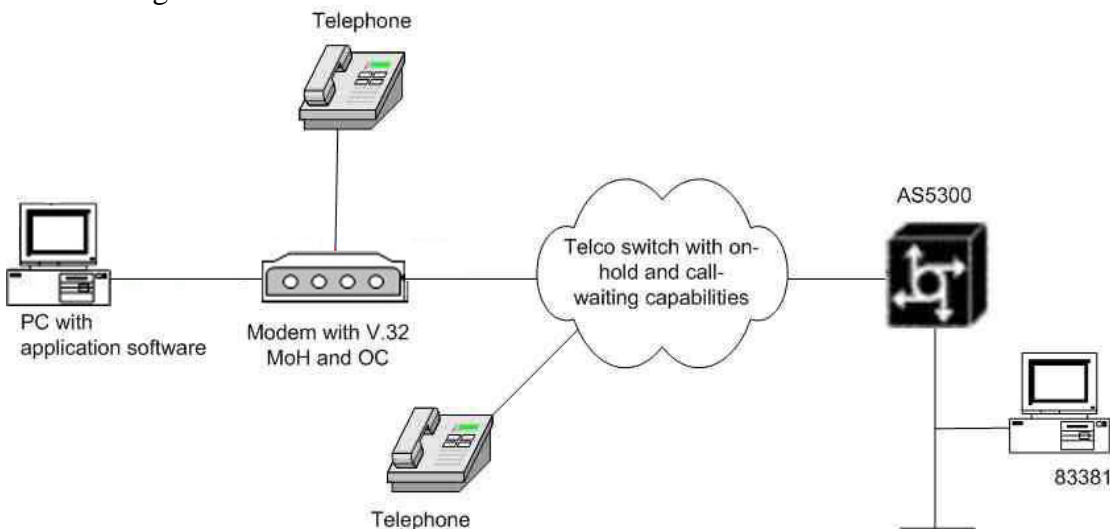 Telephone
AS5300
Telco switch with on-
hold and call-
waiting capabilities
PC with
application software
Modem with V.32
MoH and OC
83381
Telephone